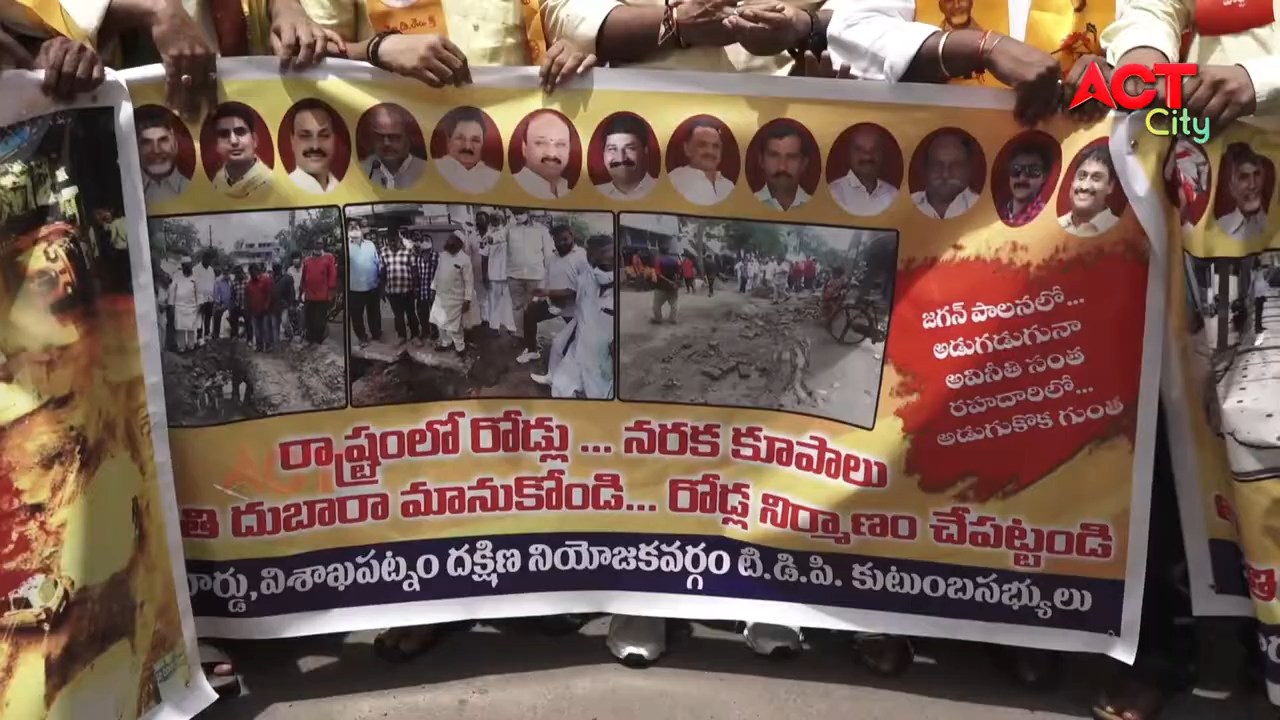 ACT
City
జగన్ పాలనలో...
అడుగడుగునా
అవినీతి సంత
రహదారిలో...
అడుగుకొక గుంత
రాష్ట్రంలో రోడ్లు ... నరక కూపాలు
దుబారా మానుకోండి... రోడ్ల నిర్మాణం చేపట్టండి
విశాఖపట్నం దక్షిణ నియోజకవర్గం టి.డి.పి. కుటుంబసభ్యులు